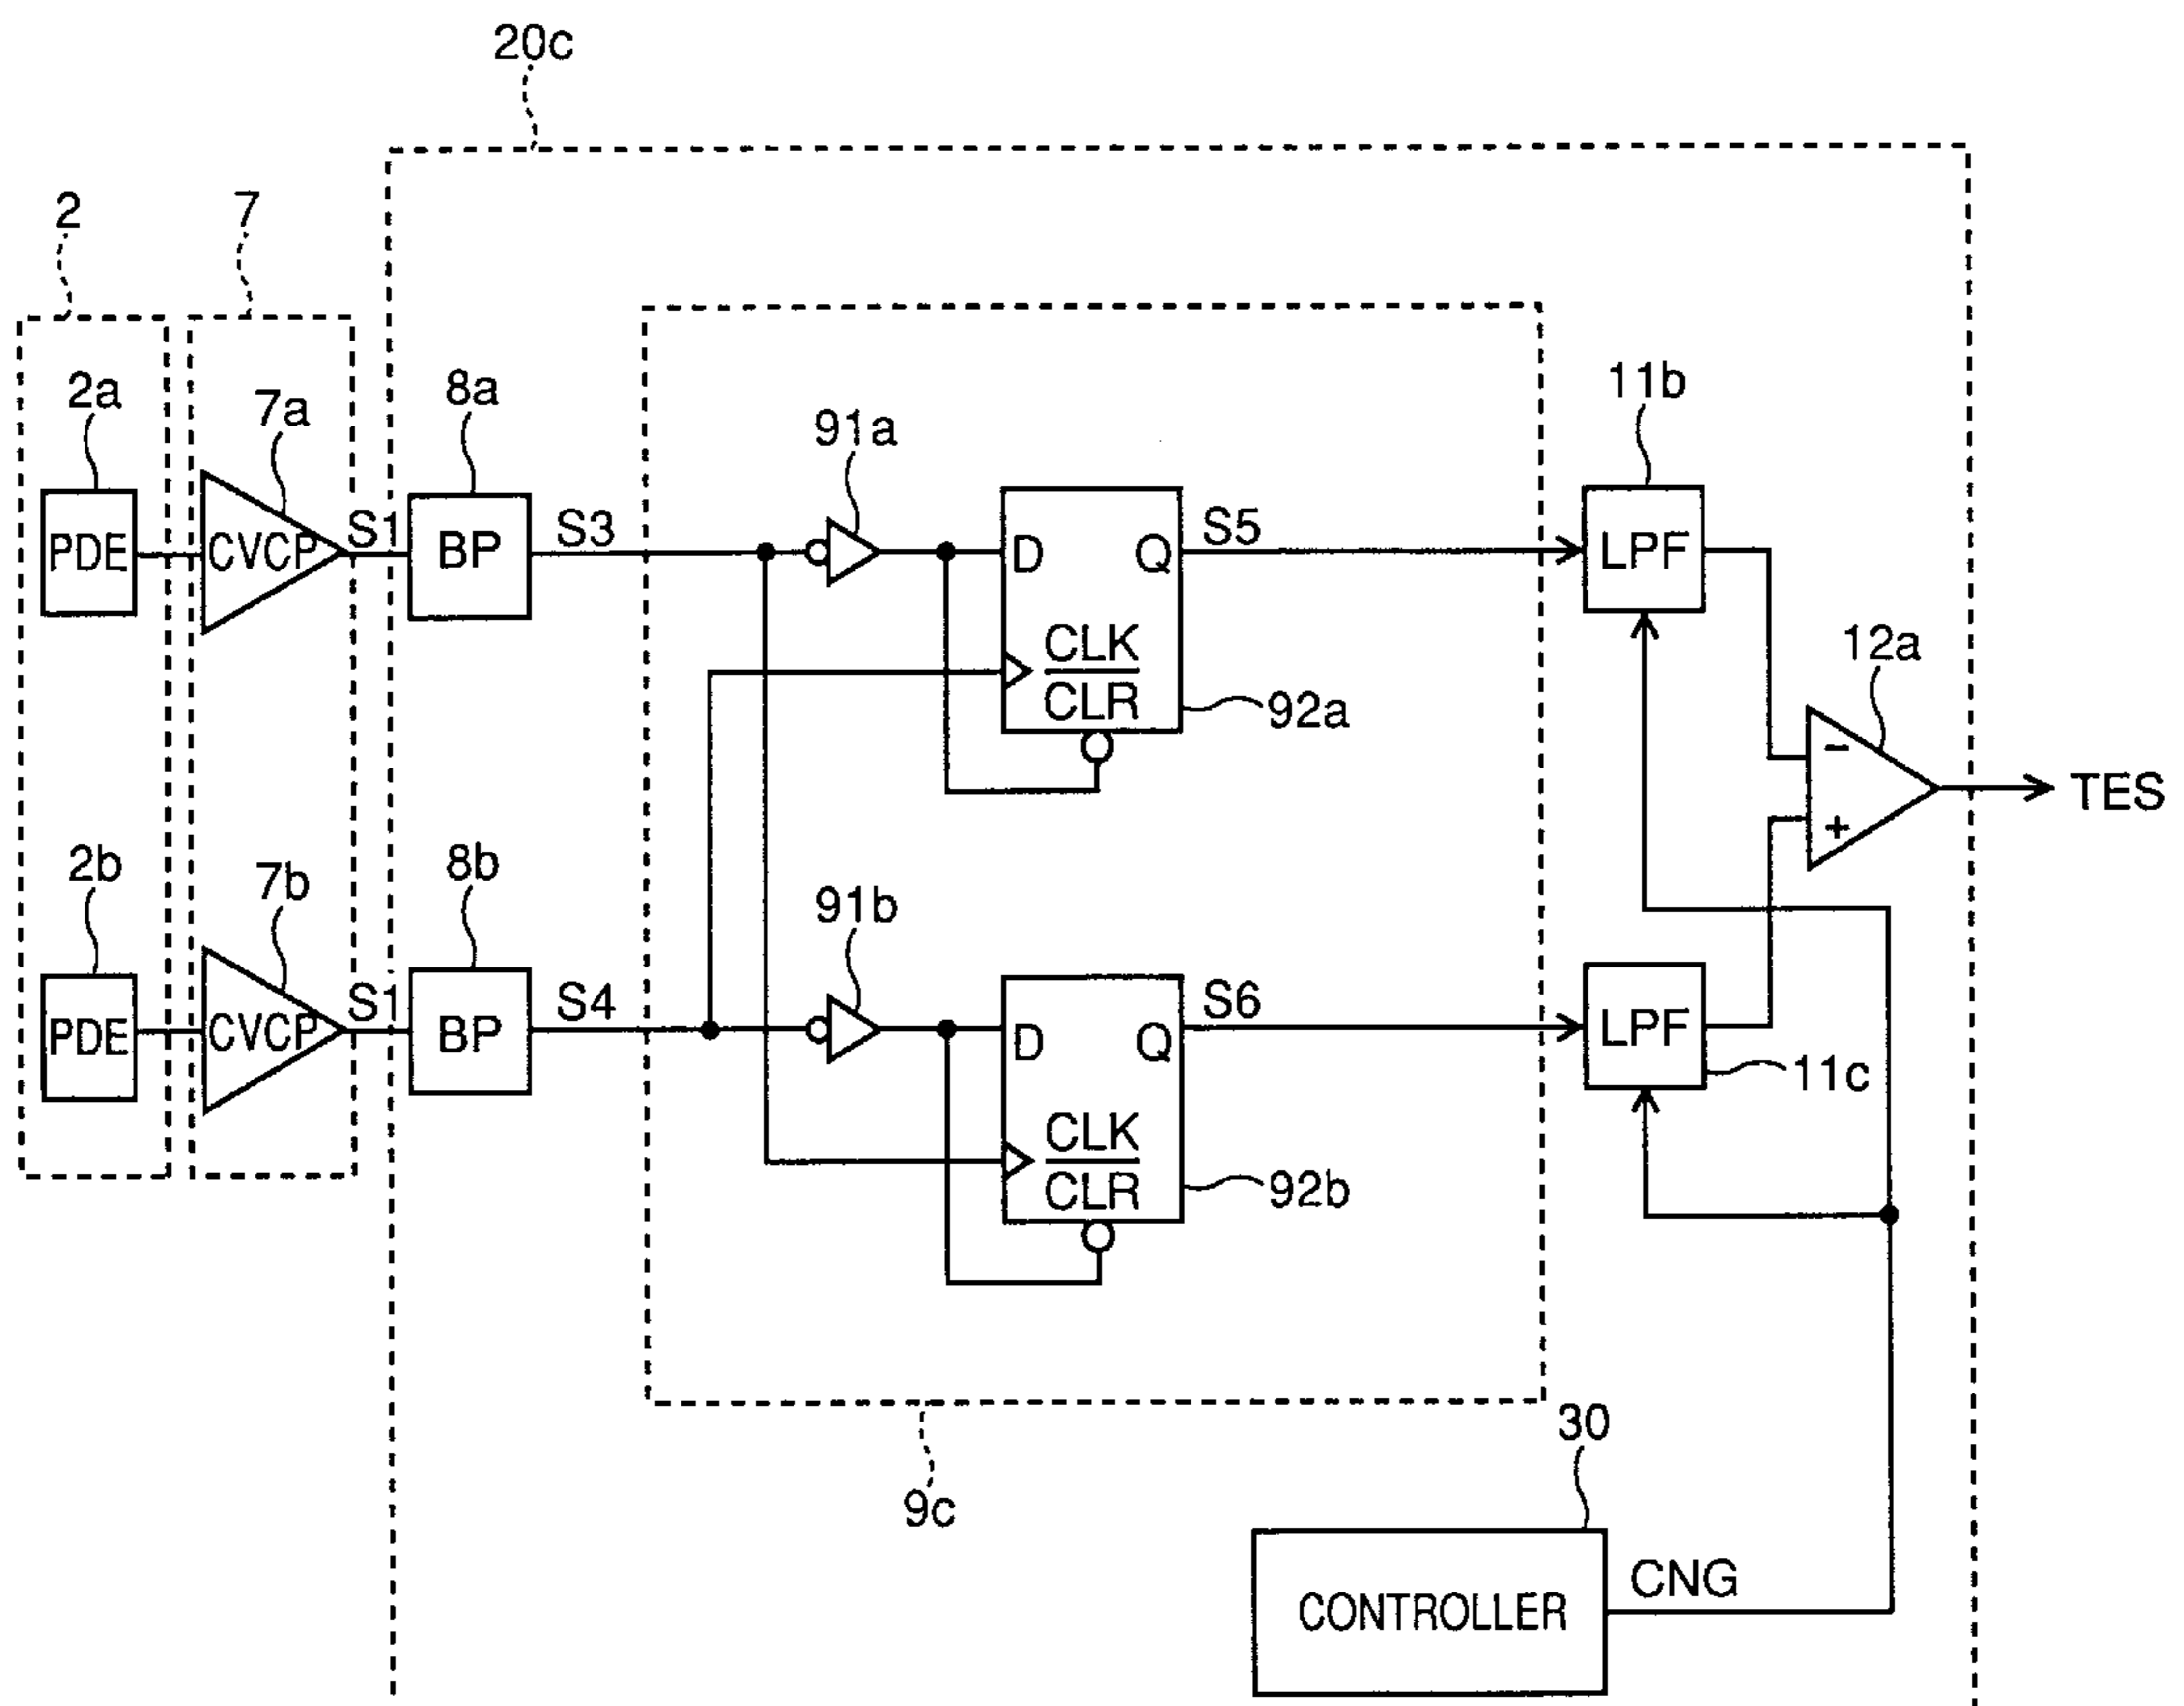 20c
2
7
2a
7a
8a
91a
11b
PDE
CVCP
S1
BP
S3
D
Q
S5
LPF
CLK
CLR
92a
12a
−
+
TES
2b
7b
8b
91b
PDE
CVCP
S1
BP
S4
D
Q
S6
LPF
11c
CLK
CLR
92b
9c
30
CONTROLLER
CNG